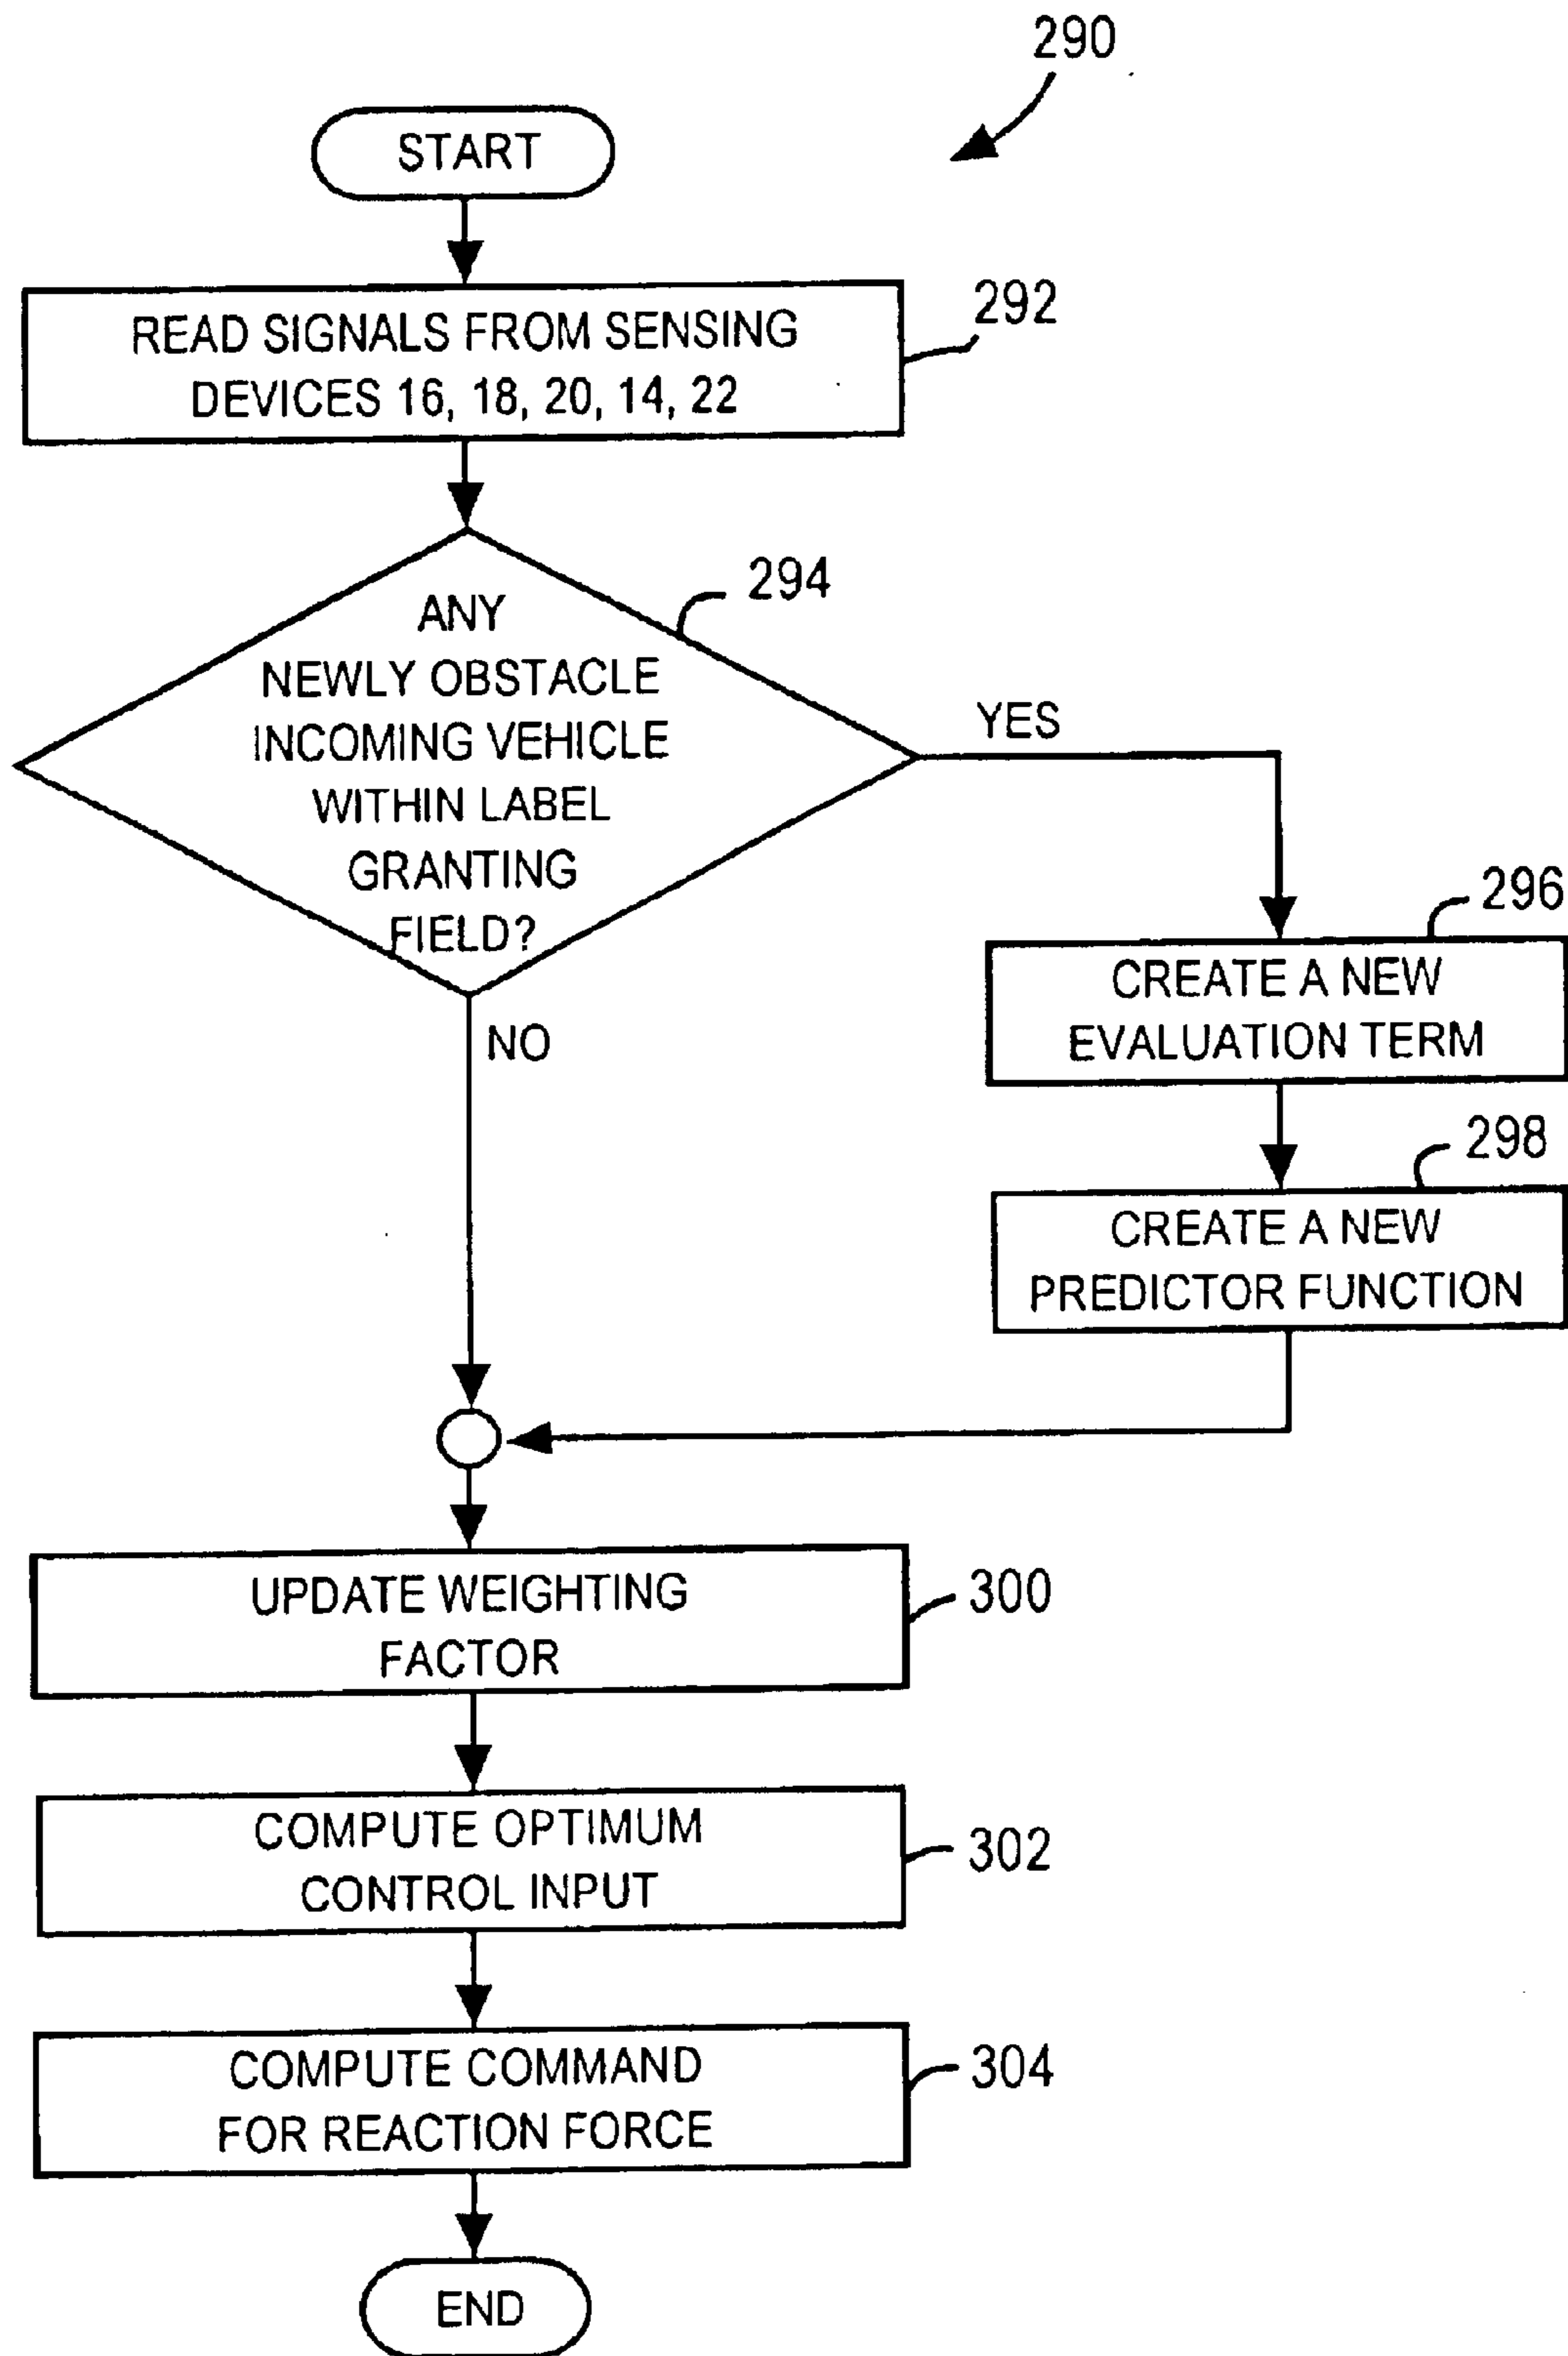 290
START
READ SIGNALS FROM SENSING
DEVICES 16, 18, 20, 14, 22
292
ANY
NEWLY OBSTACLE
INCOMING VEHICLE
WITHIN LABEL
GRANTING
FIELD?
294
YES
NO
CREATE A NEW
EVALUATION TERM
296
CREATE A NEW
PREDICTOR FUNCTION
298
UPDATE WEIGHTING
FACTOR
300
COMPUTE OPTIMUM
CONTROL INPUT
302
COMPUTE COMMAND
FOR REACTION FORCE
304
END